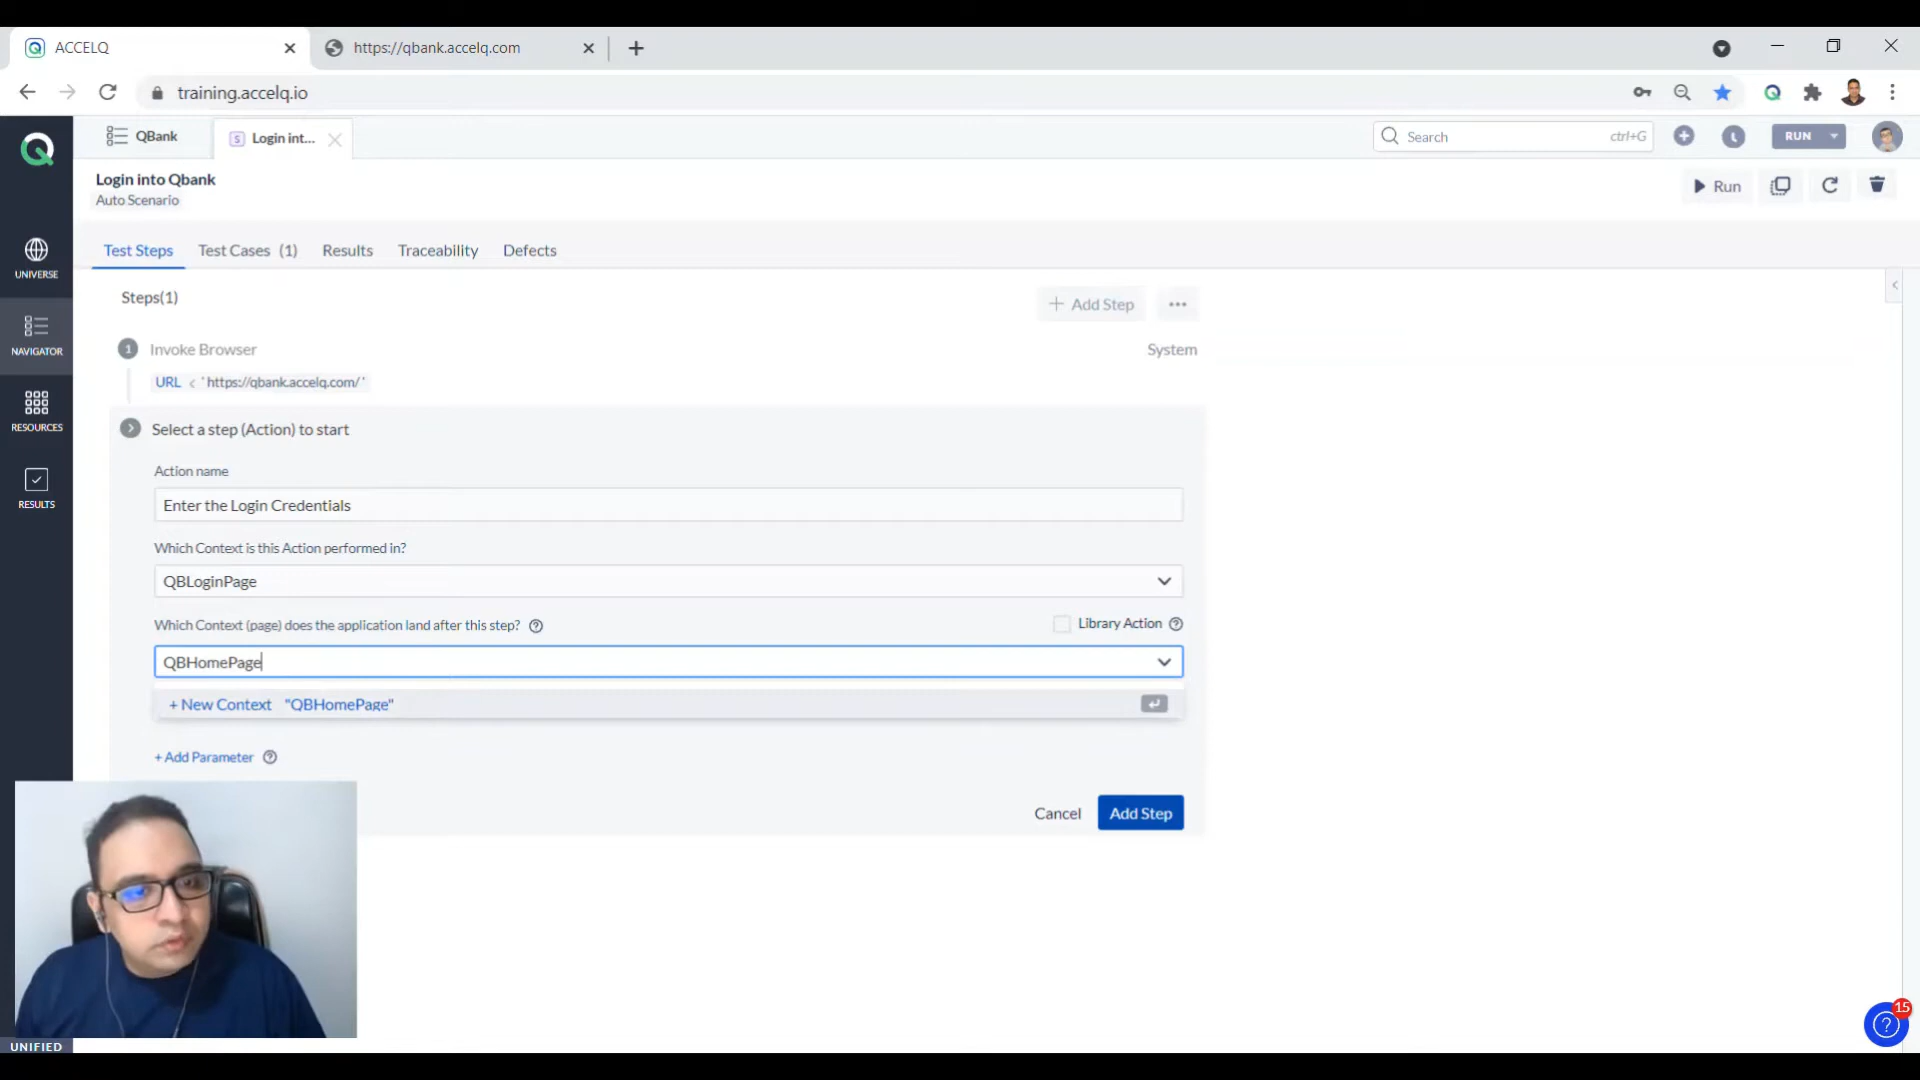 ACCELQ
https://qbank.accelq.com
training.accelq.io
QBank
S Login int...
Search ctrl+G
RUN
Login into Qbank
Auto Scenario
Run
UNIVERSE
NAVIGATOR
RESOURCES
RESULTS
Test Steps
Test Cases (1)
Results
Traceability
Defects
Steps(1)
+ Add Step
1 Invoke Browser
System
URL < ' https://qbank.accelq.com/ '
Select a step (Action) to start
Action name
Enter the Login Credentials
Which Context is this Action performed in?
QBLoginPage
Which Context (page) does the application land after this step? ?
Library Action ?
QBHomePage
+ New Context "QBHomePage"
+ Add Parameter ?
Cancel
Add Step
15
?
UNIFIED